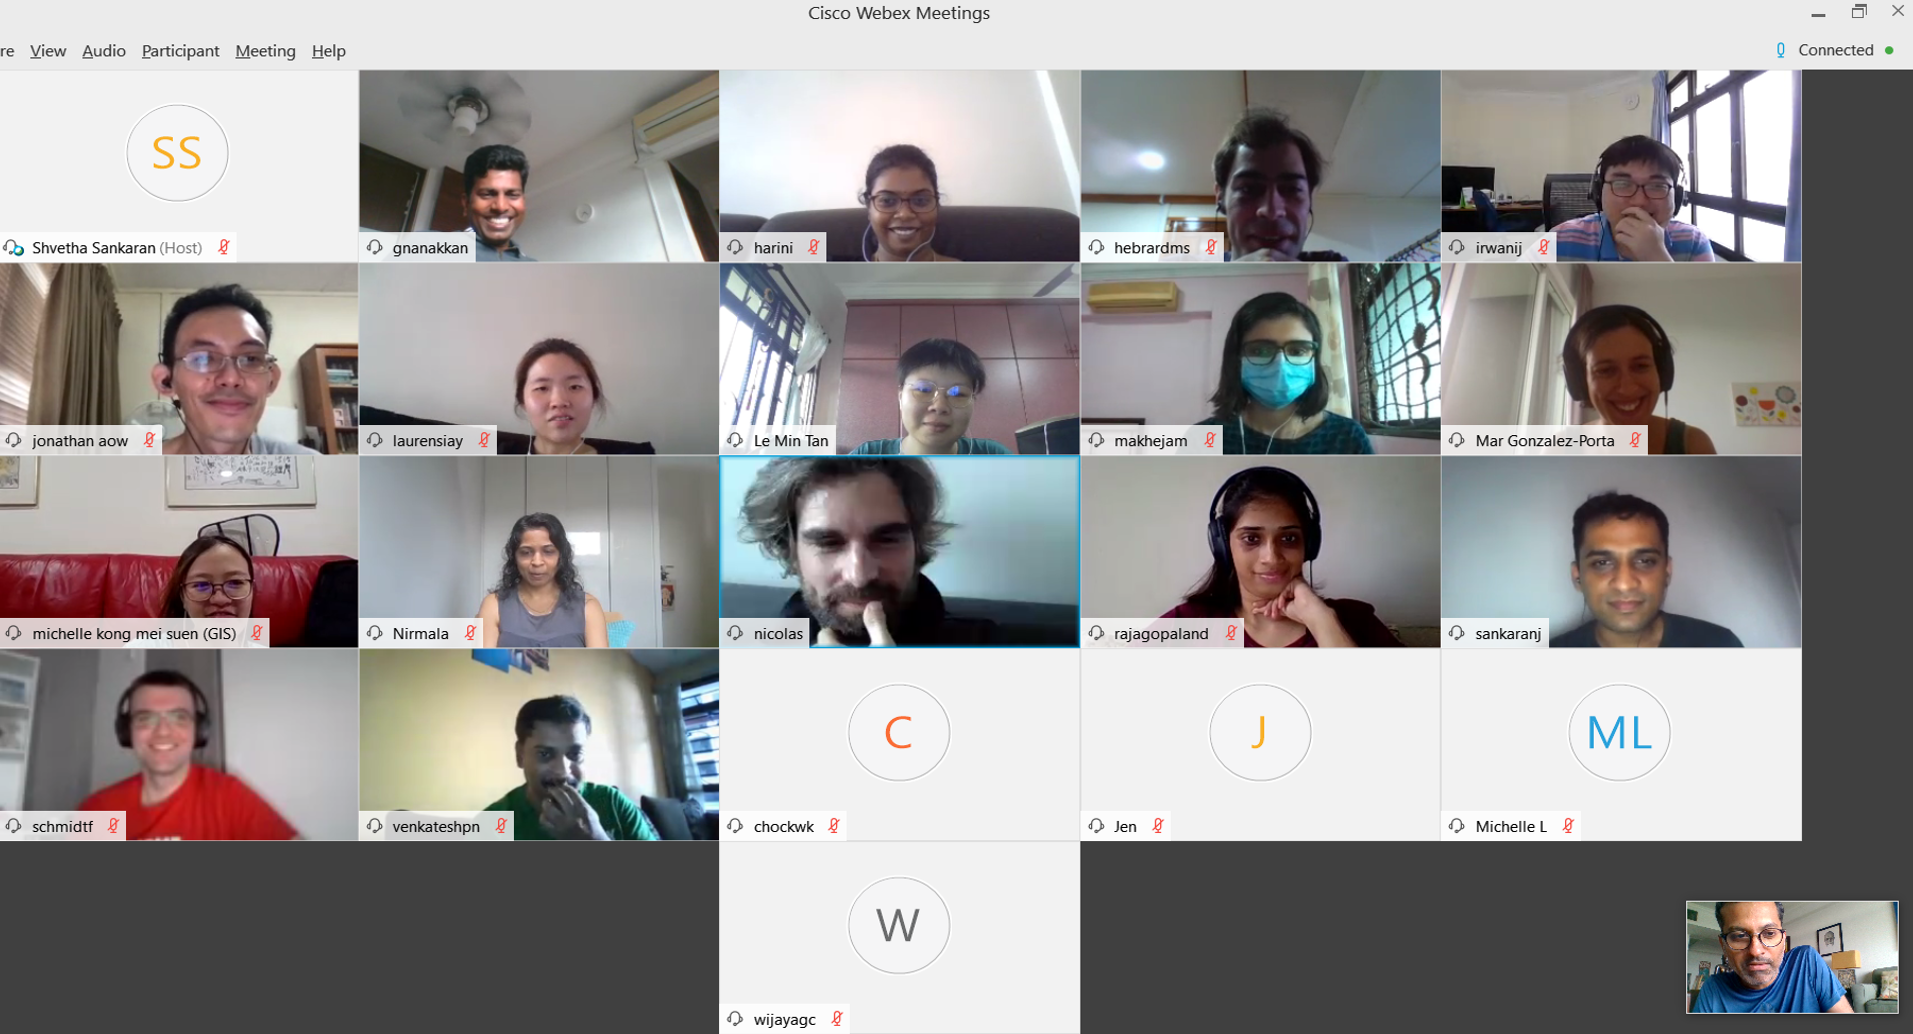 Cisco Webex Meetings
re View Audio Participant Meeting Help
Connected
SS
Shvetha Sankaran (Host)
gnanakkan
harini
hebrardms
irwanij
jonathan aow
laurensiay
Le Min Tan
makhejam
Mar Gonzalez-Porta
michelle kong mei suen (GIS)
Nirmala
nicolas
rajagopaland
sankaranj
schmidtf
venkateshpn
C
chockwk
J
Jen
ML
Michelle L
W
wijayagc